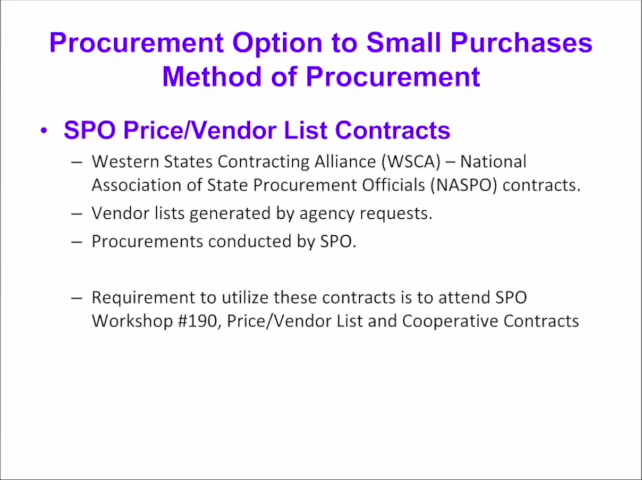 Procurement Option to Small Purchases
Method of Procurement
• SPO Price/Vendor List Contracts
– Western States Contracting Alliance (WSCA) – National
Association of State Procurement Officials (NASPO) contracts.
– Vendor lists generated by agency requests.
– Procurements conducted by SPO.
– Requirement to utilize these contracts is to attend SPO
Workshop #190, Price/Vendor List and Cooperative Contracts